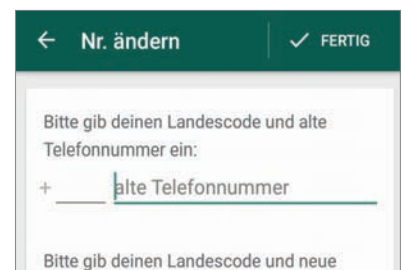 ← Nr. ändern ✓ FERTIG
Bitte gib deinen Landescode und alte
Telefonnummer ein:
+ alte Telefonnummer
Bitte gib deinen Landescode und neue